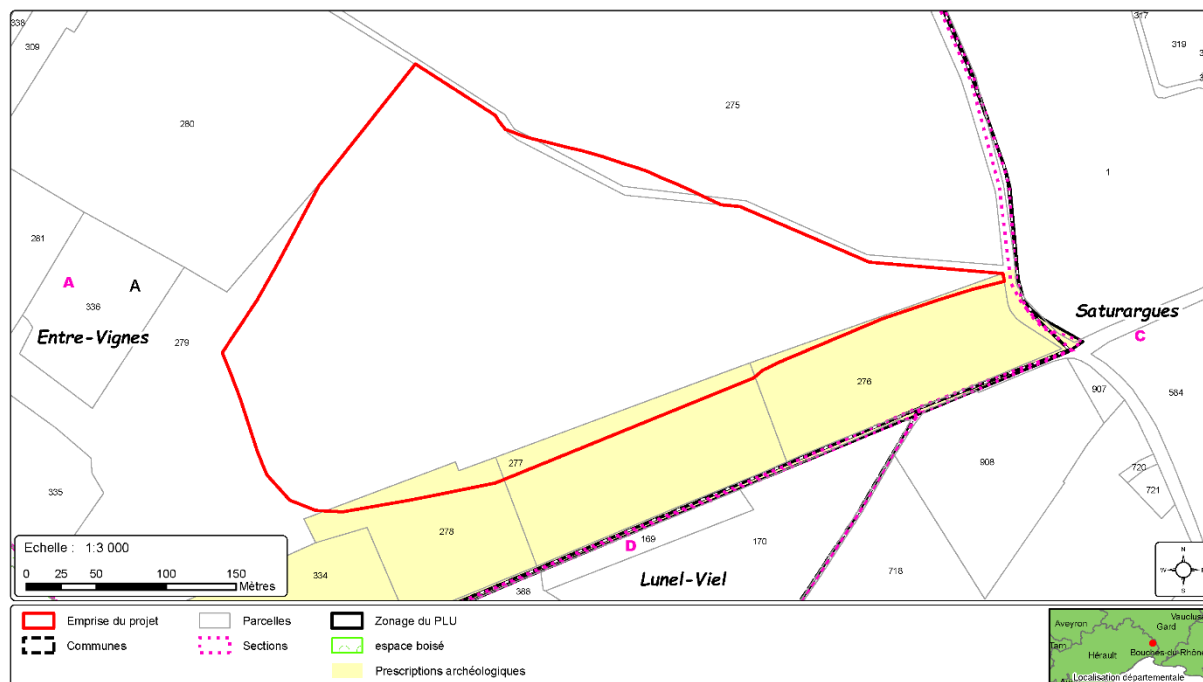 338
309
317
319
280
275
1
281
A
A
336
Entre-Vignes
279
Saturargues
C
276
907
584
277
908
720
721
335
278
169
D
170
334
368
Lunel-Viel
718
Echelle : 1:3 000
0 25 50 100 150
Mètres
N
S
Emprise du projet
Parcelles
Zonage du PLU
Communes
Sections
espace boisé
Prescriptions archéologiques
Aveyron
Vaucluse
Gard
Tarn
Hérault
Bouches-du-Rhône
Localisation départementale